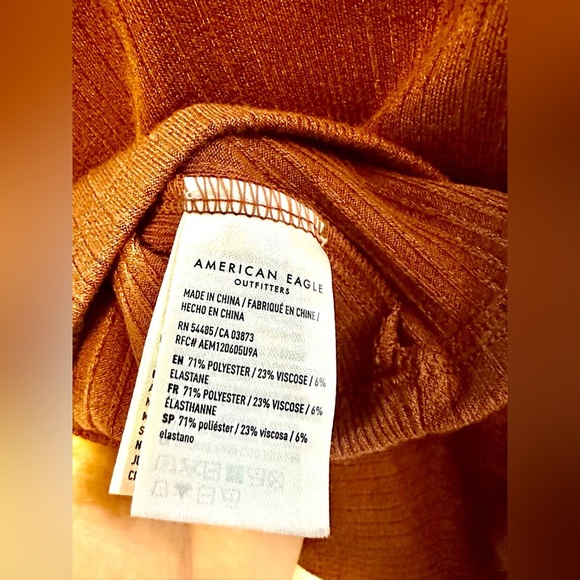 AMERICAN EAGLE
OUTFITTERS
MADE IN CHINA / FABRIQUÉ EN CHINE /
HECHO EN CHINA
RN 54485/CA 03873
RFC# AEM120605U9A
EN 71% POLYESTER / 23% VISCOSE / 6%
ELASTANE
FR 71% POLYESTER / 23% VISCOSE / 6%
ÉLASTHANNE
SP 71% poliéster / 23% viscosa / 6%
elastano